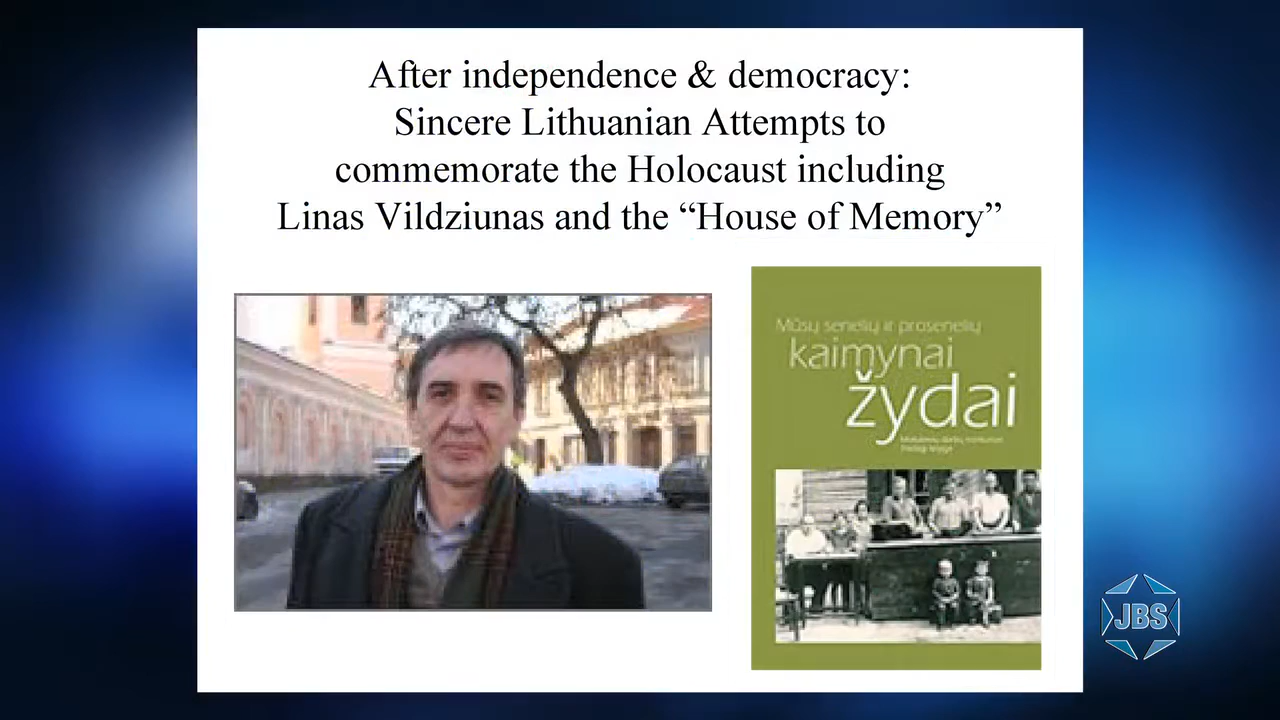 After independence & democracy:
Sincere Lithuanian Attempts to
commemorate the Holocaust including
Linas Vildziunas and the “House of Memory”
Mūsų senelių ir prosenelių
kaimynai
žydai
JBS